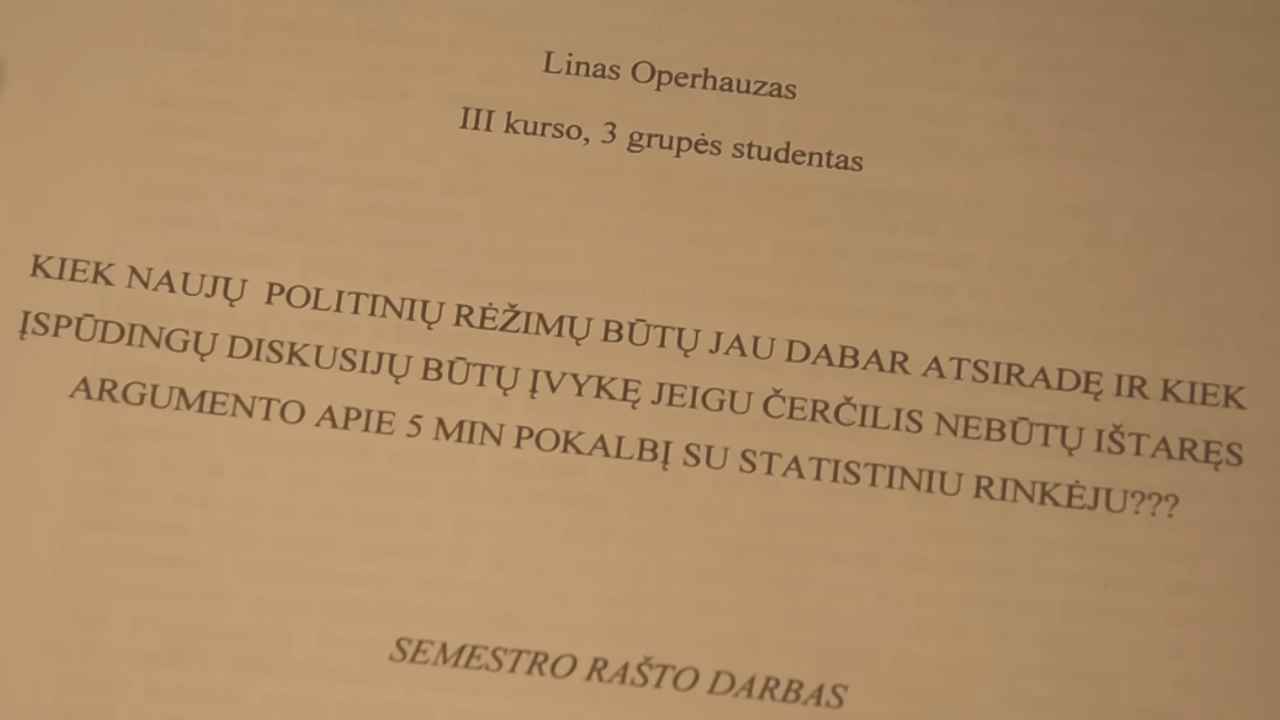 Linas Operhauzas
III kurso, 3 grupės studentas
KIEK NAUJŲ POLITINIŲ RĖŽIMŲ BŪTŲ JAU DABAR ATSIRADĘ IR KIEK
ĮSPŪDINGŲ DISKUSIJŲ BŪTŲ ĮVYKĘ JEIGU ČERČILIS NEBŪTŲ IŠTARĘS
ARGUMENTO APIE 5 MIN POKALBĮ SU STATISTINIU RINKĖJU???
SEMESTRO RAŠTO DARBAS